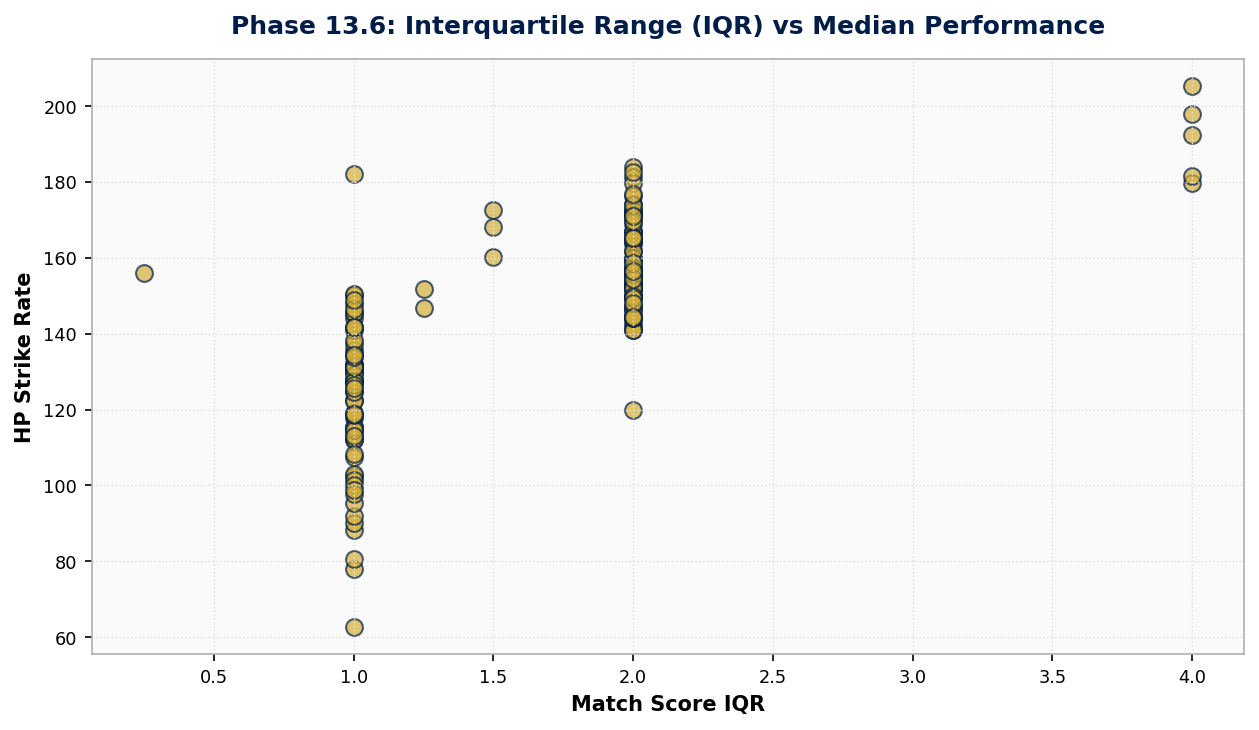 Phase 13.6: Interquartile Range (IQR) vs Median Performance
HP Strike Rate
200
180
160
140
120
100
80
60
0.5 1.0 1.5 2.0 2.5 3.0 3.5 4.0
Match Score IQR